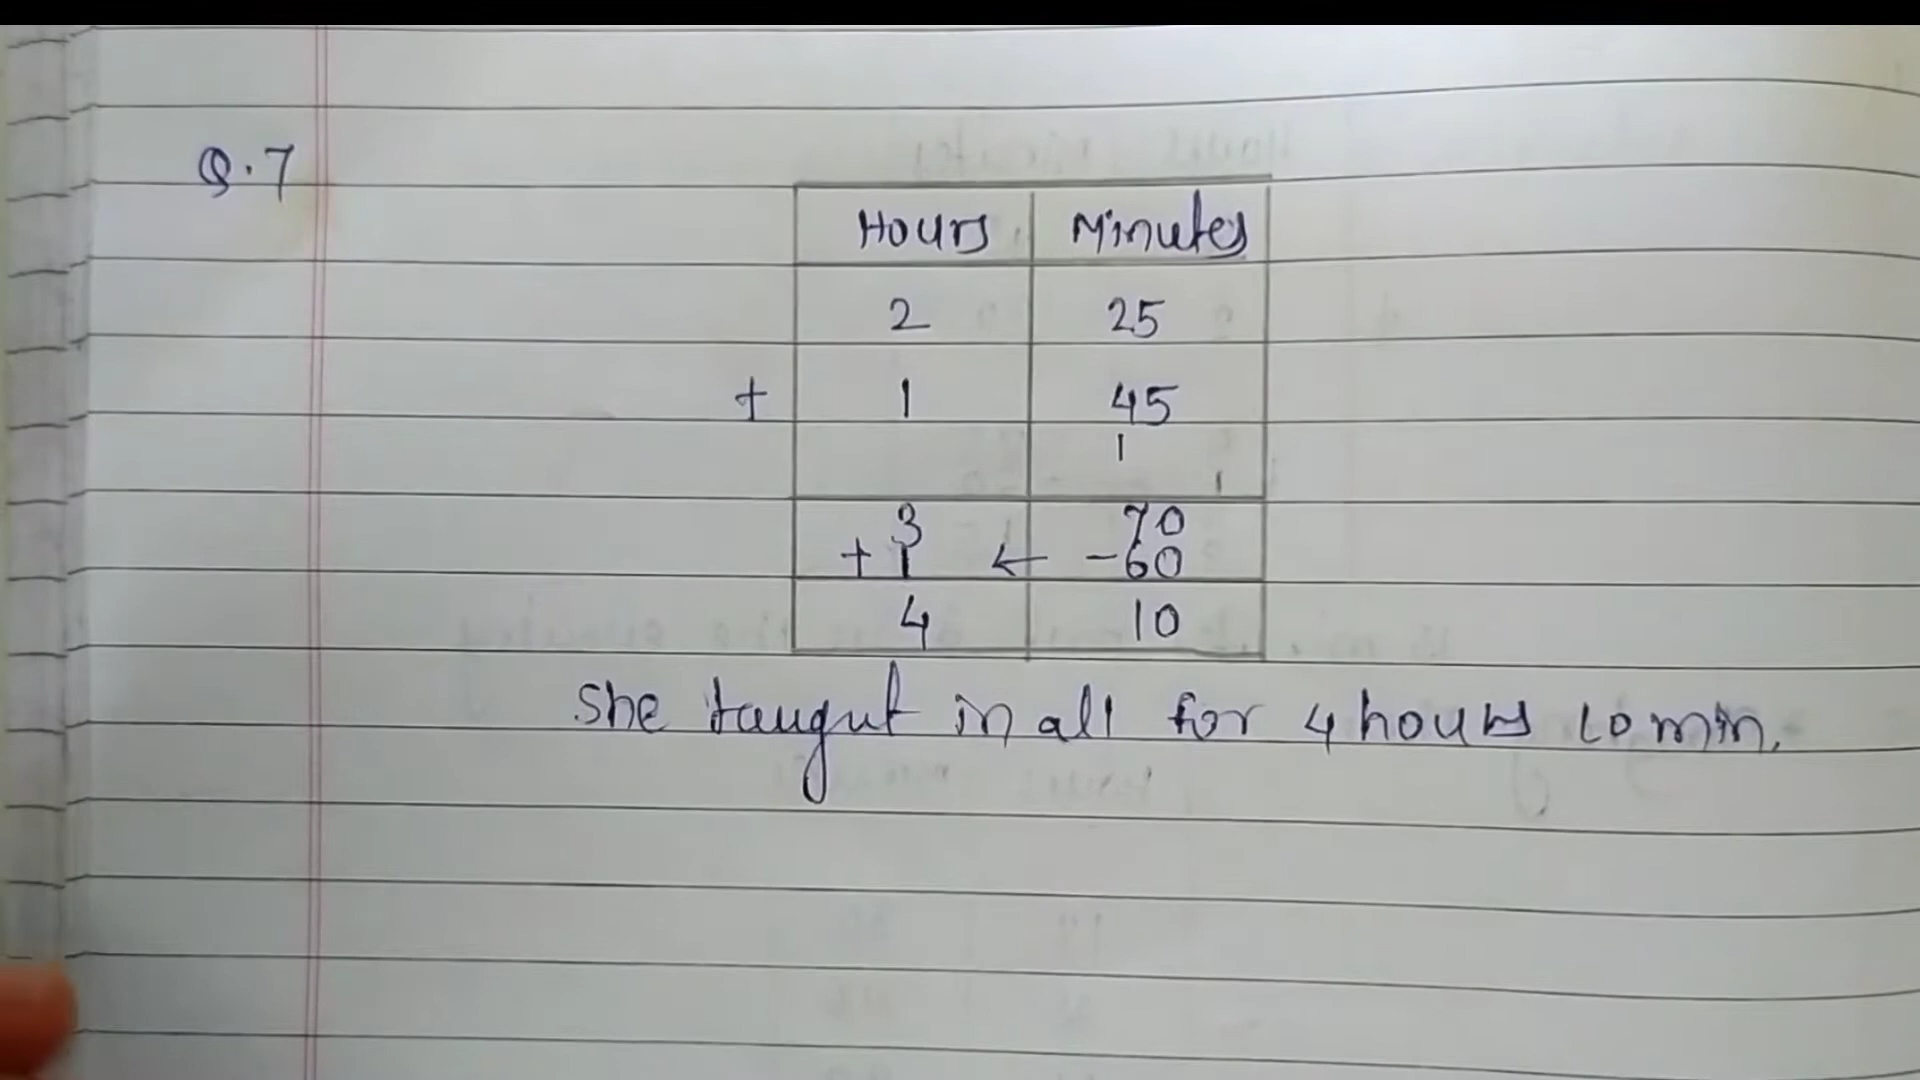 Q.7
Hours Minutes
2 25
+ 1 45
1
1
3 70
+ 1 ← -60
4 10
She taugut in all for 4 hours 10 min.